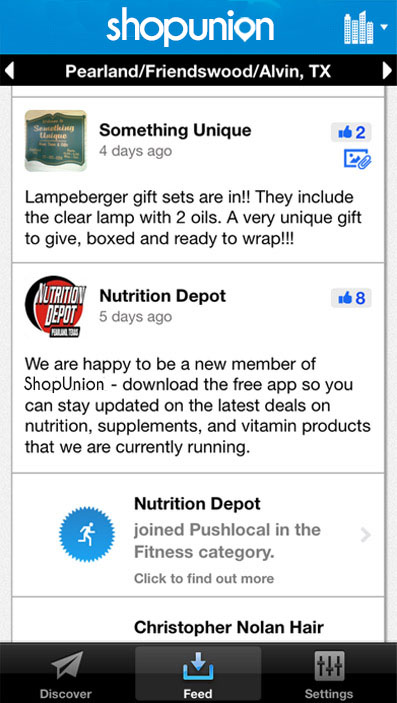 shopunion
Pearland/Friendswood/Alvin, TX
Something Unique
4 days ago
2
Lampeberger gift sets are in!! They include
the clear lamp with 2 oils. A very unique gift
to give, boxed and ready to wrap!!!
Something
Unique
NUTRITION
DEPOT
PEARLAND, TEXAS
Nutrition Depot
5 days ago
8
We are happy to be a new member of
ShopUnion - download the free app so you
can stay updated on the latest deals on
nutrition, supplements, and vitamin products
that we are currently running.
Nutrition Depot
joined Pushlocal in the
Fitness category.
Click to find out more
Christopher Nolan Hair
Discover
Feed
Settings